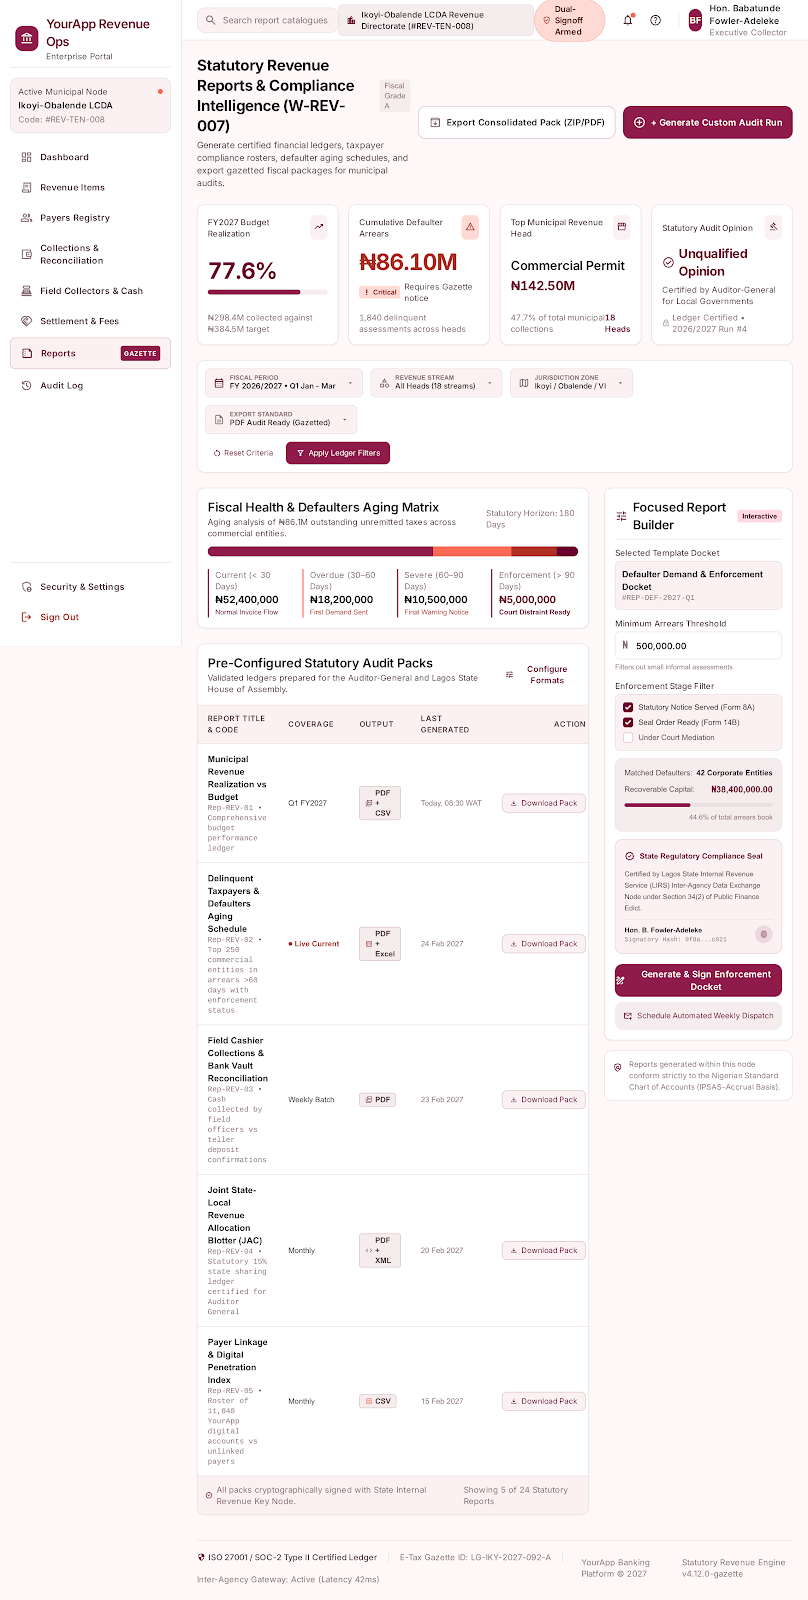 YourApp Revenue
Ops
Enterprise Portal
Active Municipal Node
Ikoyi-Obalende LCDA
Code: #REV-TEN-008
Dashboard
Revenue Items
Payers Registry
Collections &
Reconciliation
Field Collectors & Cash
Settlement & Fees
Reports
GAZETTE
Audit Log
Security & Settings
Sign Out
Search report catalogues
Ikoyi-Obalende LCDA Revenue
Directorate (#REV-TEN-008)
Dual-
Signoff
Armed
BF
Hon. Babatunde
Fowler-Adeleke
Executive Collector
Statutory Revenue
Reports & Compliance
Intelligence (W-REV-
007)
Fiscal
Grade
A
Generate certified financial ledgers, taxpayer
compliance rosters, defaulter aging schedules, and
export gazetted fiscal packages for municipal
audits.
Export Consolidated Pack (ZIP/PDF)
+ Generate Custom Audit Run
FY2027 Budget
Realization
77.6%
₦298.4M collected against
₦384.5M target
Cumulative Defaulter
Arrears
₦86.10M
! Critical
Requires Gazette
notice
1,840 delinquent
assessments across heads
Top Municipal Revenue
Head
Commercial Permit
₦142.50M
47.7% of total municipal
collections
18
Heads
Statutory Audit Opinion
Unqualified
Opinion
Certified by Auditor-General
for Local Governments
Ledger Certified •
2026/2027 Run #4
FISCAL PERIOD
FY 2026/2027 • Q1 Jan - Mar
REVENUE STREAM
All Heads (18 streams)
JURISDICTION ZONE
Ikoyi / Obalende / VI
EXPORT STANDARD
PDF Audit Ready (Gazetted)
Reset Criteria
Apply Ledger Filters
Fiscal Health & Defaulters Aging Matrix
Aging analysis of ₦86.1M outstanding unremitted taxes across
commercial entities.
Statutory Horizon: 180
Days
Current (< 30
Days)
₦52,400,000
Normal Invoice Flow
Overdue (30–60
Days)
₦18,200,000
First Demand Sent
Severe (60–90
Days)
₦10,500,000
Final Warning Notice
Enforcement (> 90
Days)
₦5,000,000
Court Distraint Ready
Pre-Configured Statutory Audit Packs
Validated ledgers prepared for the Auditor-General and Lagos State
House of Assembly.
Configure
Formats
REPORT TITLE
& CODE
COVERAGE
OUTPUT
LAST
GENERATED
ACTION
Municipal
Revenue
Realization vs
Budget
Rep-REV-01 •
Comprehensive
budget
performance
ledger
Q1 FY2027
PDF
+
CSV
Today, 08:30 WAT
Download Pack
Delinquent
Taxpayers &
Defaulters
Aging
Schedule
Rep-REV-02 •
Top 250
commercial
entities in
arrears >60
days with
enforcement
status
Live Current
PDF
+
Excel
24 Feb 2027
Download Pack
Field Cashier
Collections &
Bank Vault
Reconciliation
Rep-REV-03 •
Cash
collected by
field
officers vs
teller
deposit
confirmations
Weekly Batch
PDF
23 Feb 2027
Download Pack
Joint State-
Local
Revenue
Allocation
Blotter (JAC)
Rep-REV-04 •
Statutory 15%
state sharing
ledger
certified for
Auditor
General
Monthly
PDF
+
XML
20 Feb 2027
Download Pack
Payer Linkage
& Digital
Penetration
Index
Rep-REV-05 •
Roster of
11,840
YourApp
digital
accounts vs
unlinked
payers
Monthly
CSV
15 Feb 2027
Download Pack
All packs cryptographically signed with State Internal
Revenue Key Node.
Showing 5 of 24 Statutory
Reports
Focused Report
Builder
Interactive
Selected Template Docket
Defaulter Demand & Enforcement
Docket
#REP-DEF-2027-Q1
Minimum Arrears Threshold
₦ 500,000.00
Filters out small informal assessments
Enforcement Stage Filter
Statutory Notice Served (Form 8A)
Seal Order Ready (Form 14B)
Under Court Mediation
Matched Defaulters: 42 Corporate Entities
Recoverable Capital: ₦38,400,000.00
44.6% of total arrears book
State Regulatory Compliance Seal
Certified by Lagos State Internal Revenue
Service (LIRS) Inter-Agency Data Exchange
Node under Section 34(2) of Public Finance
Edict.
Hon. B. Fowler-Adeleke
Signatory Hash: 9f8a...c921
Generate & Sign Enforcement
Docket
Schedule Automated Weekly Dispatch
Reports generated within this node
conform strictly to the Nigerian Standard
Chart of Accounts (IPSAS-Accrual Basis).
ISO 27001 / SOC-2 Type II Certified Ledger
E-Tax Gazette ID: LG-IKY-2027-092-A
Inter-Agency Gateway: Active (Latency 42ms)
YourApp Banking
Platform © 2027
Statutory Revenue Engine
v4.12.0-gazette